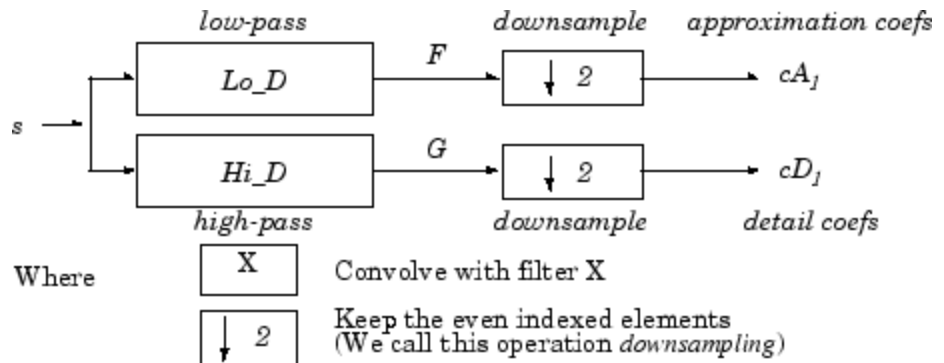 low-pass downsample approximation coefs
Lo_D F ↓ 2 cA₁
s
Hi_D G ↓ 2 cD₁
high-pass downsample detail coefs
Where X Convolve with filter X
↓ 2 Keep the even indexed elements
(We call this operation downsampling)